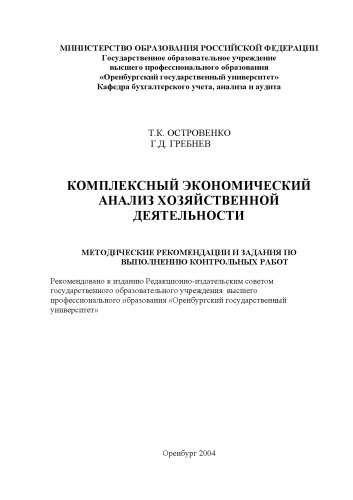 МИНИСТЕРСТВО ОБРАЗОВАНИЯ РОССИЙСКОЙ ФЕДЕРАЦИИ
Государственное образовательное учреждение
высшего профессионального образования
«Оренбургский государственный университет»
Кафедра бухгалтерского учета, анализа и аудита
Т.К. ОСТРОВЕНКО
Г.Д. ГРЕБНЕВ
КОМПЛЕКСНЫЙ ЭКОНОМИЧЕСКИЙ
АНАЛИЗ ХОЗЯЙСТВЕННОЙ
ДЕЯТЕЛЬНОСТИ
МЕТОДИЧЕСКИЕ РЕКОМЕНДАЦИИ И ЗАДАНИЯ ПО
ВЫПОЛНЕНИЮ КОНТРОЛЬНЫХ РАБОТ
Рекомендовано к изданию Редакционно-издательским советом
государственного образовательного учреждения высшего
профессионального образования «Оренбургский государственный
университет»
Оренбург 2004